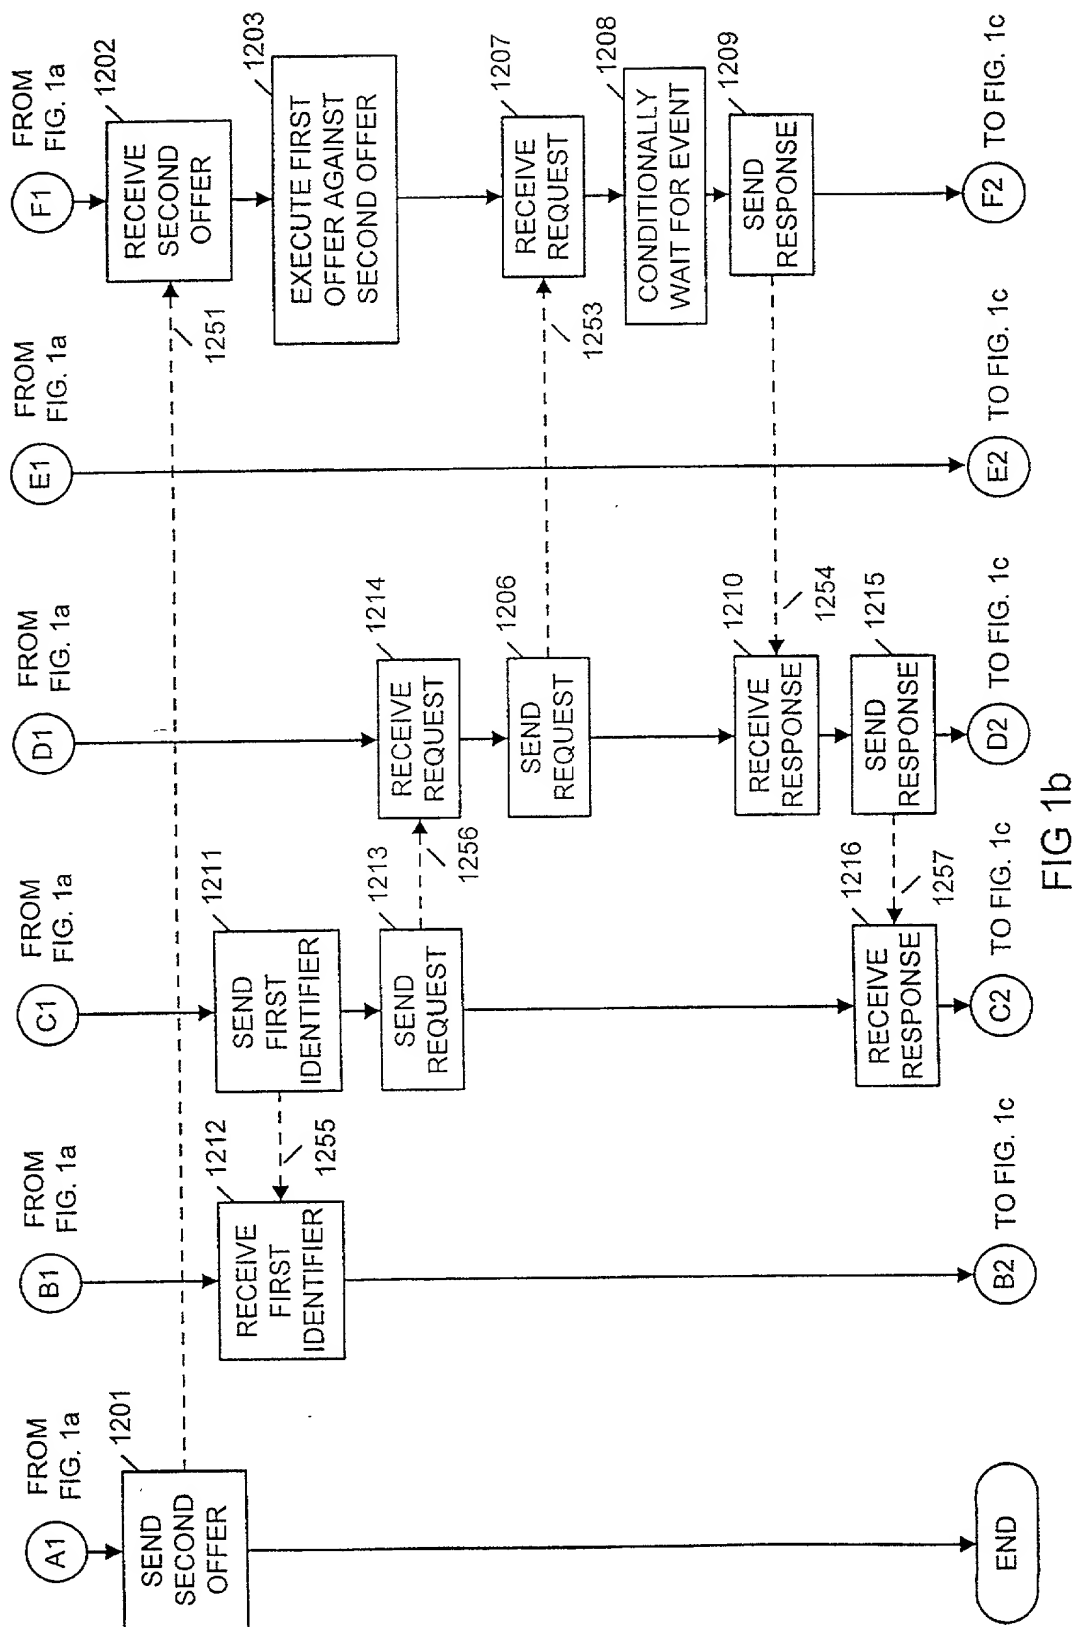 A1
FROM
FIG. 1a
B1
FROM
FIG. 1a
C1
FROM
FIG. 1a
D1
FROM
FIG. 1a
E1
FROM
FIG. 1a
F1
FROM
FIG. 1a
1201
SEND
SECOND
OFFER
1202
RECEIVE
SECOND
OFFER
1251
1212
RECEIVE
FIRST
IDENTIFIER
1211
SEND
FIRST
IDENTIFIER
1255
1203
EXECUTE FIRST
OFFER AGAINST
SECOND OFFER
1213
SEND
REQUEST
1256
1214
RECEIVE
REQUEST
1206
SEND
REQUEST
1253
1207
RECEIVE
REQUEST
1208
CONDITIONALLY
WAIT FOR EVENT
1210
RECEIVE
RESPONSE
1254
1209
SEND
RESPONSE
1216
RECEIVE
RESPONSE
1257
1215
SEND
RESPONSE
END
B2
TO FIG. 1c
C2
TO FIG. 1c
D2
TO FIG. 1c
E2
TO FIG. 1c
F2
TO FIG. 1c
FIG 1b